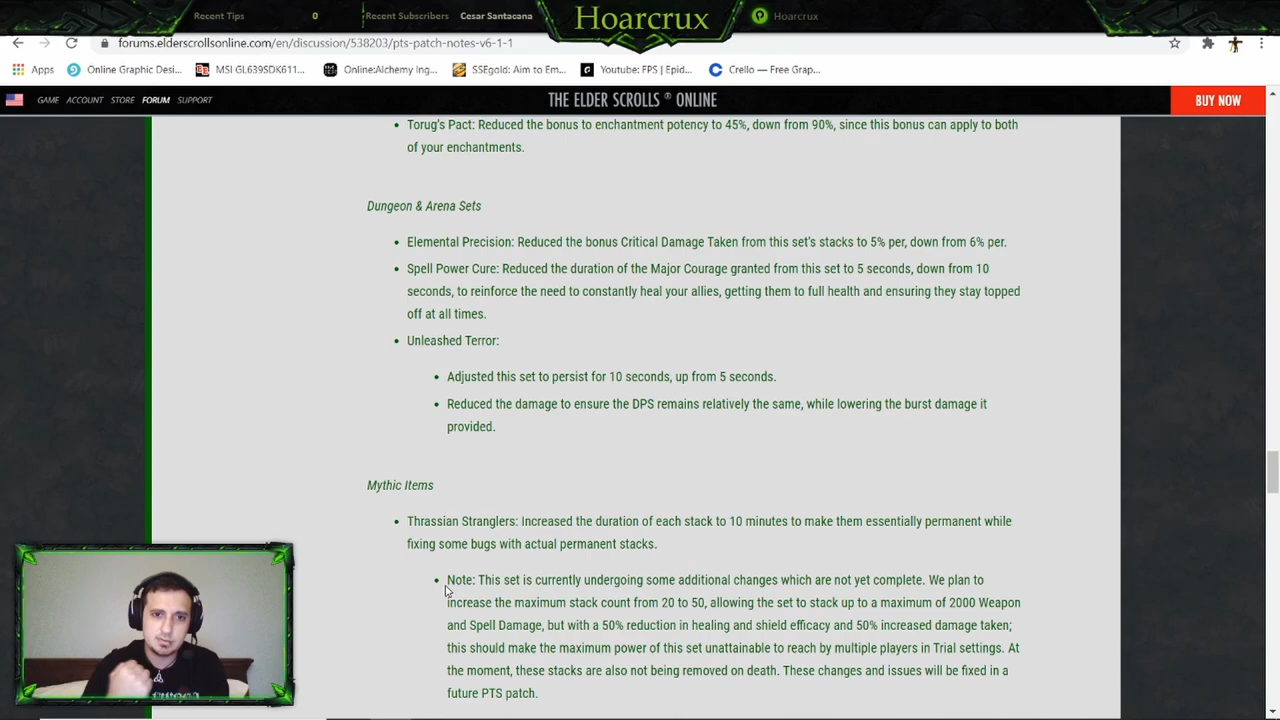 Recent Tips 0 Recent Subscribers Cesar Santacana Hoarcrux Hoarcrux
forums.elderscrollsonline.com/en/discussion/538203/pts-patch-notes-v6-1-1
Apps Online Graphic Desi... MSI GL639SDK611... Online:Alchemy Ing... SSEgold: Aim to Em... Youtube: FPS | Epid... Crello — Free Grap...
GAME ACCOUNT STORE FORUM SUPPORT THE ELDER SCROLLS ® ONLINE BUY NOW
• Torug's Pact: Reduced the bonus to enchantment potency to 45%, down from 90%, since this bonus can apply to both
of your enchantments.
Dungeon & Arena Sets
• Elemental Precision: Reduced the bonus Critical Damage Taken from this set's stacks to 5% per, down from 6% per.
• Spell Power Cure: Reduced the duration of the Major Courage granted from this set to 5 seconds, down from 10
seconds, to reinforce the need to constantly heal your allies, getting them to full health and ensuring they stay topped
off at all times.
• Unleashed Terror:
• Adjusted this set to persist for 10 seconds, up from 5 seconds.
• Reduced the damage to ensure the DPS remains relatively the same, while lowering the burst damage it
provided.
Mythic Items
• Thrassian Stranglers: Increased the duration of each stack to 10 minutes to make them essentially permanent while
fixing some bugs with actual permanent stacks.
• Note: This set is currently undergoing some additional changes which are not yet complete. We plan to
increase the maximum stack count from 20 to 50, allowing the set to stack up to a maximum of 2000 Weapon
and Spell Damage, but with a 50% reduction in healing and shield efficacy and 50% increased damage taken;
this should make the maximum power of this set unattainable to reach by multiple players in Trial settings. At
the moment, these stacks are also not being removed on death. These changes and issues will be fixed in a
future PTS patch.